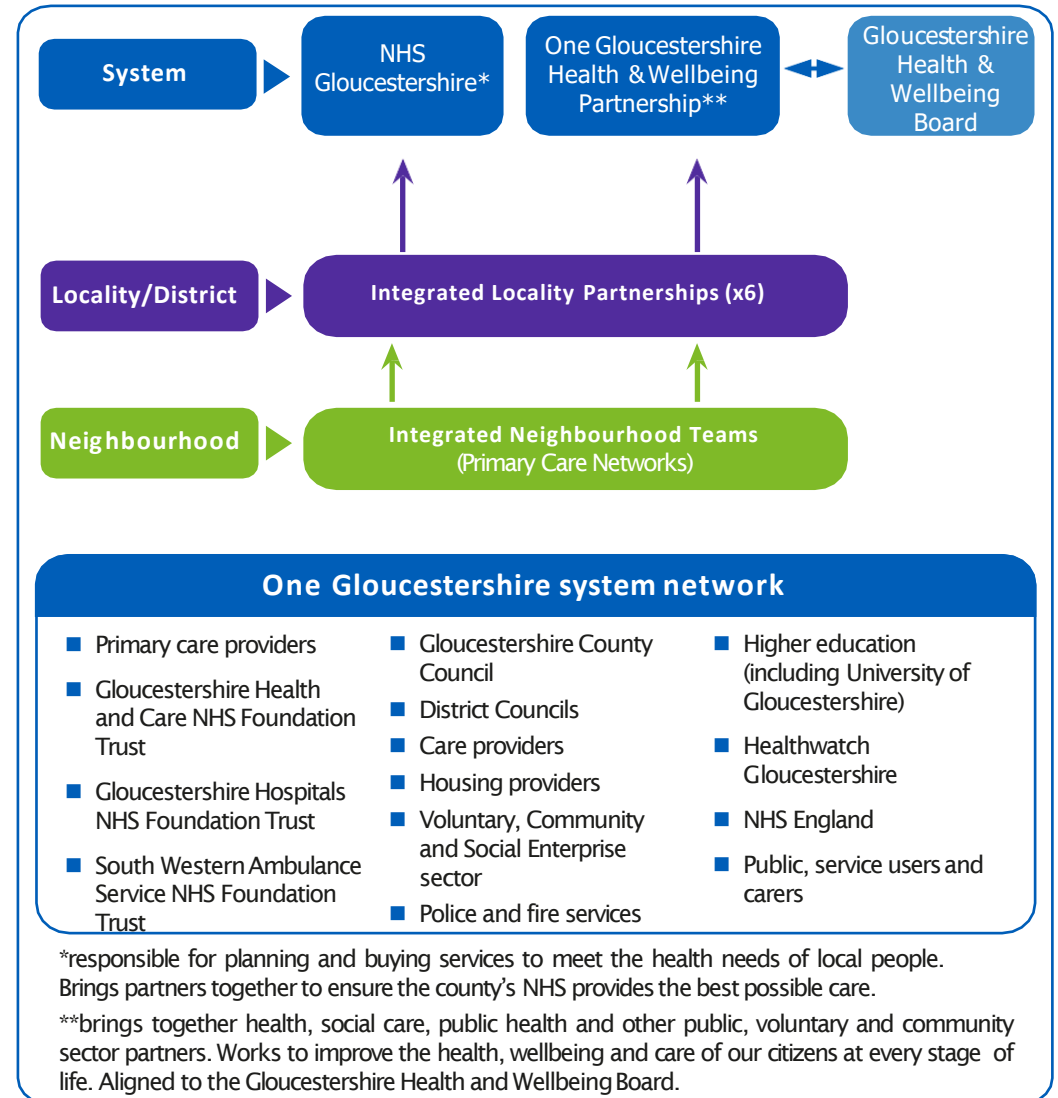 System
NHS
Gloucestershire*
One Gloucestershire
Health & Wellbeing
Partnership**
Gloucestershire
Health &
Wellbeing
Board
Locality/District
Integrated Locality Partnerships (x6)
Neighbourhood
Integrated Neighbourhood Teams
(Primary Care Networks)
One Gloucestershire system network
Primary care providers
Gloucestershire Health
and Care NHS Foundation
Trust
Gloucestershire Hospitals
NHS Foundation Trust
South Western Ambulance
Service NHS Foundation
Trust
Gloucestershire County
Council
District Councils
Care providers
Housing providers
Voluntary, Community
and Social Enterprise
sector
Police and fire services
Higher education
(including University of
Gloucestershire)
Healthwatch
Gloucestershire
NHS England
Public, service users and
carers
*responsible for planning and buying services to meet the health needs of local people.
Brings partners together to ensure the county's NHS provides the best possible care.
**brings together health, social care, public health and other public, voluntary and community
sector partners. Works to improve the health, wellbeing and care of our citizens at every stage of
life. Aligned to the Gloucestershire Health and Wellbeing Board.